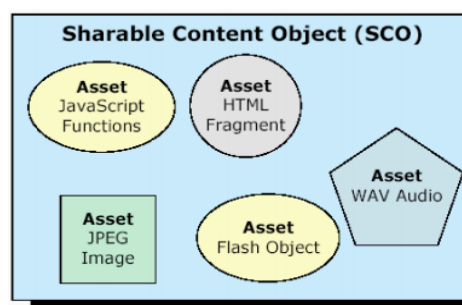 Sharable Content Object (SCO)
Asset
JavaScript
Functions
Asset
HTML
Fragment
Asset
WAV Audio
Asset
JPEG
Image
Asset
Flash Object